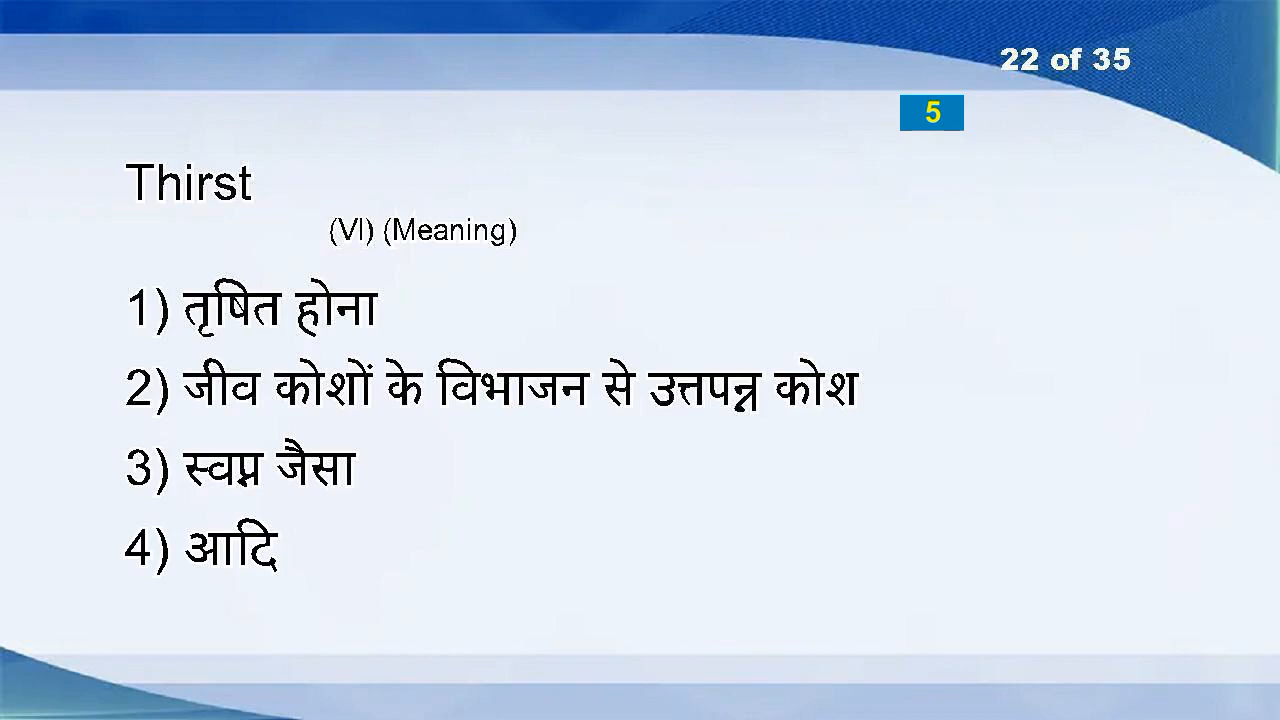 22 of 35
5
Thirst
(VI) (Meaning)
1) तृषित होना
2) जीव कोशों के विभाजन से उत्तपन्न कोश
3) स्वप्न जैसा
4) आदि